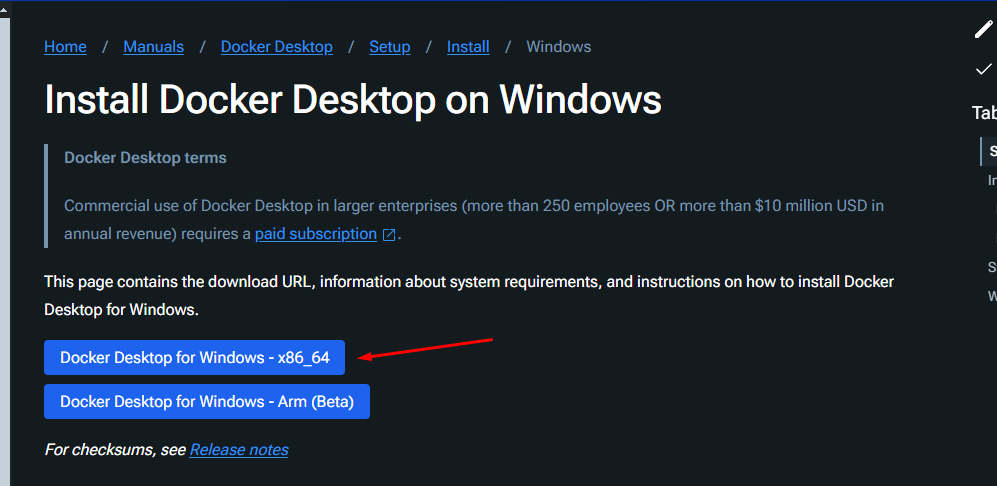 Home / Manuals / Docker Desktop / Setup / Install / Windows
Install Docker Desktop on Windows
Docker Desktop terms
Commercial use of Docker Desktop in larger enterprises (more than 250 employees OR more than $10 million USD in
annual revenue) requires a paid subscription.
This page contains the download URL, information about system requirements, and instructions on how to install Docker
Desktop for Windows.
Docker Desktop for Windows - x86_64
Docker Desktop for Windows - Arm (Beta)
For checksums, see Release notes
Tab